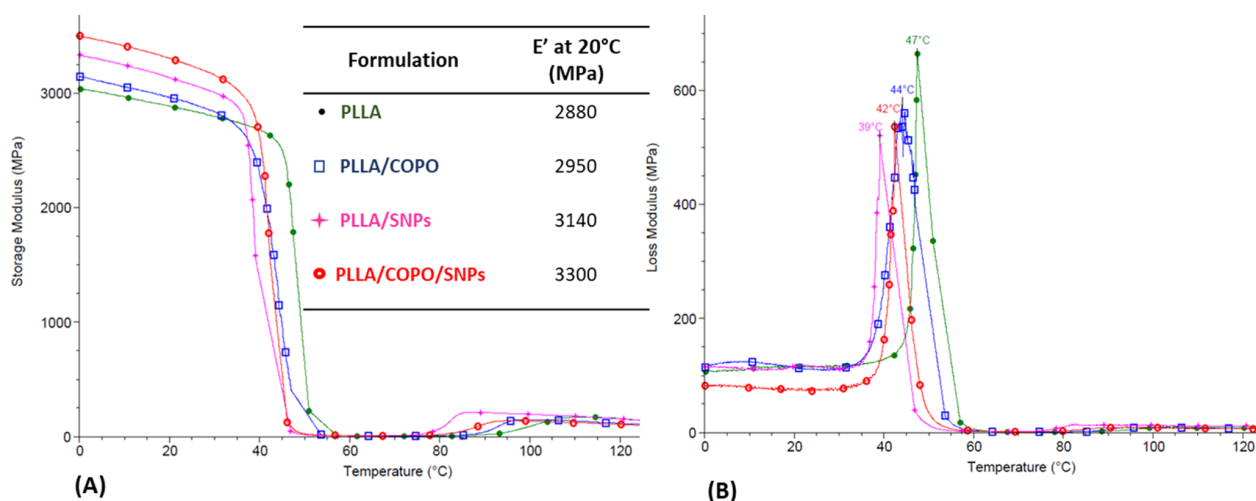 Formulation E' at 20°C
(MPa)
PLLA 2880
PLLA/COPO 2950
PLLA/SNPs 3140
PLLA/COPO/SNPs 3300
Storage Modulus (MPa)
3000
2000
1000
0
0 20 40 60 80 100 120
Temperature (°C)
(A)
47°C
44°C
42°C
39°C
Loss Modulus (MPa)
600
400
200
0
0 20 40 60 80 100 120
Temperature (°C)
(B)